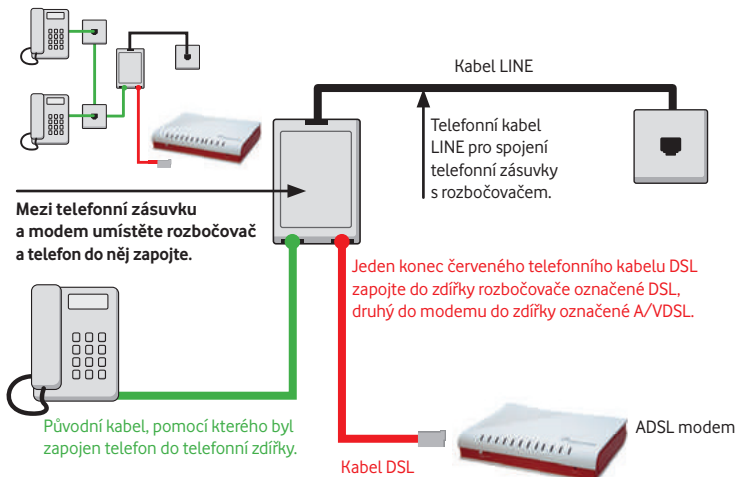 Kabel LINE
Telefonní kabel
LINE pro spojení
telefonní zásuvky
s rozbočovačem.
Mezi telefonní zásuvku
a modem umístěte rozbočovač
a telefon do něj zapojte.
Jeden konec červeného telefonního kabelu DSL
zapojte do zdířky rozbočovače označené DSL,
druhý do modemu do zdířky označené A/VDSL.
Původní kabel, pomocí kterého byl
zapojen telefon do telefonní zdířky.
Kabel DSL
ADSL modem